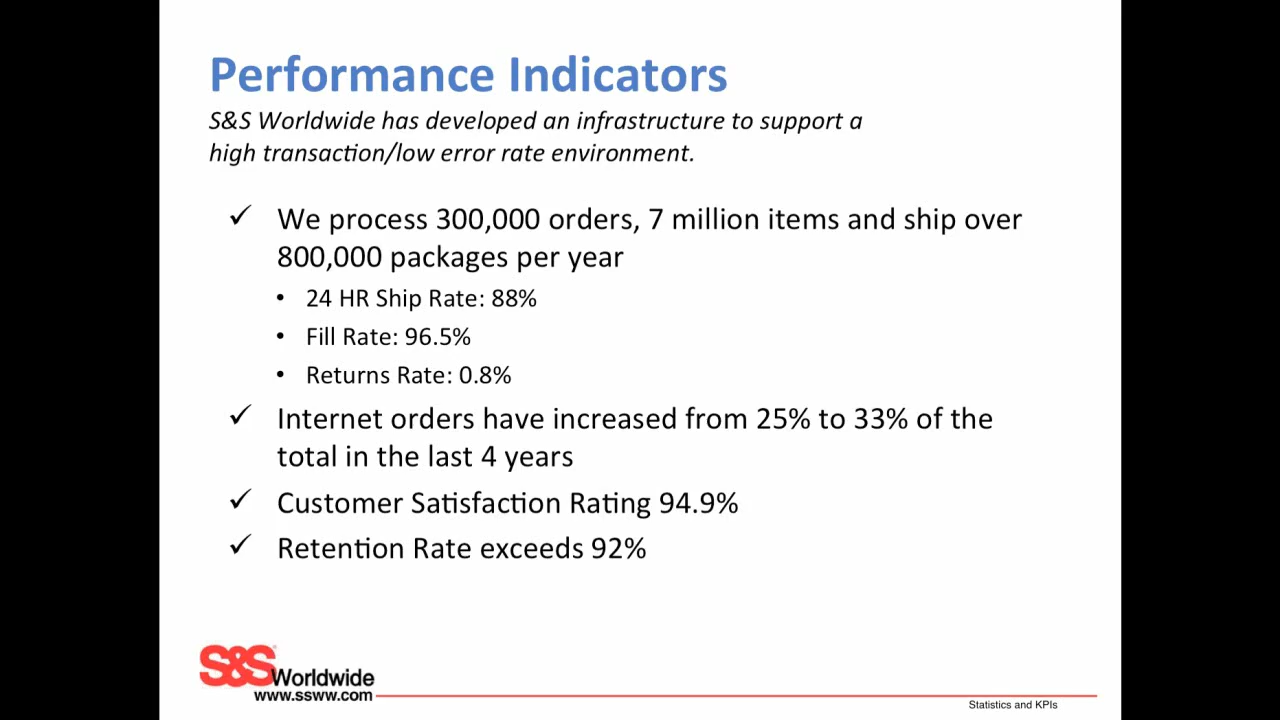 Performance Indicators
S&S Worldwide has developed an infrastructure to support a
high transaction/low error rate environment.
✓ We process 300,000 orders, 7 million items and ship over
800,000 packages per year
• 24 HR Ship Rate: 88%
• Fill Rate: 96.5%
• Returns Rate: 0.8%
✓ Internet orders have increased from 25% to 33% of the
total in the last 4 years
✓ Customer Satisfaction Rating 94.9%
✓ Retention Rate exceeds 92%
S&S Worldwide
www.ssww.com
Statistics and KPIs